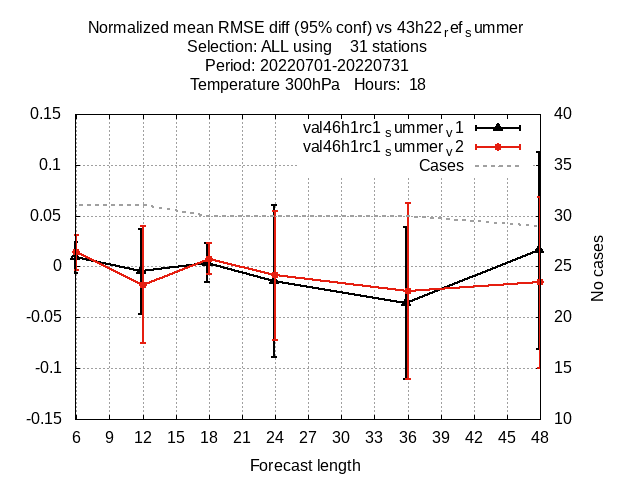 Normalized mean RMSE diff (95% conf) vs 43h22refsummer
Selection: ALL using 31 stations
Period: 20220701-20220731
Temperature 300hPa Hours: 18
0.15 40
val46h1rc1summerv1
val46h1rc1summerv2
0.1 Cases 35
0.05 30
0 25
No cases
-0.05 20
-0.1 15
-0.15 10
6 9 12 15 18 21 24 27 30 33 36 39 42 45 48
Forecast length